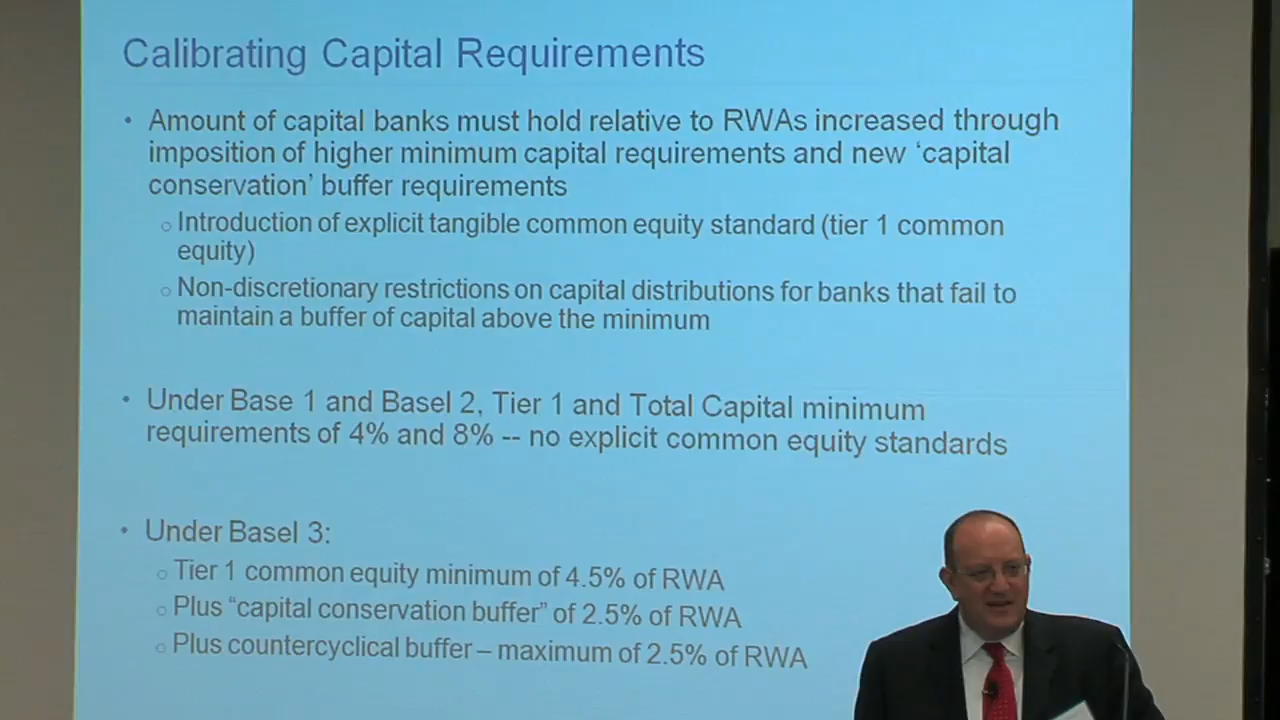 Calibrating Capital Requirements
• Amount of capital banks must hold relative to RWAs increased through
imposition of higher minimum capital requirements and new ‘capital
conservation’ buffer requirements
○ Introduction of explicit tangible common equity standard (tier 1 common
equity)
○ Non-discretionary restrictions on capital distributions for banks that fail to
maintain a buffer of capital above the minimum
• Under Base 1 and Basel 2, Tier 1 and Total Capital minimum
requirements of 4% and 8% -- no explicit common equity standards
• Under Basel 3:
○ Tier 1 common equity minimum of 4.5% of RWA
○ Plus “capital conservation buffer” of 2.5% of RWA
○ Plus countercyclical buffer – maximum of 2.5% of RWA